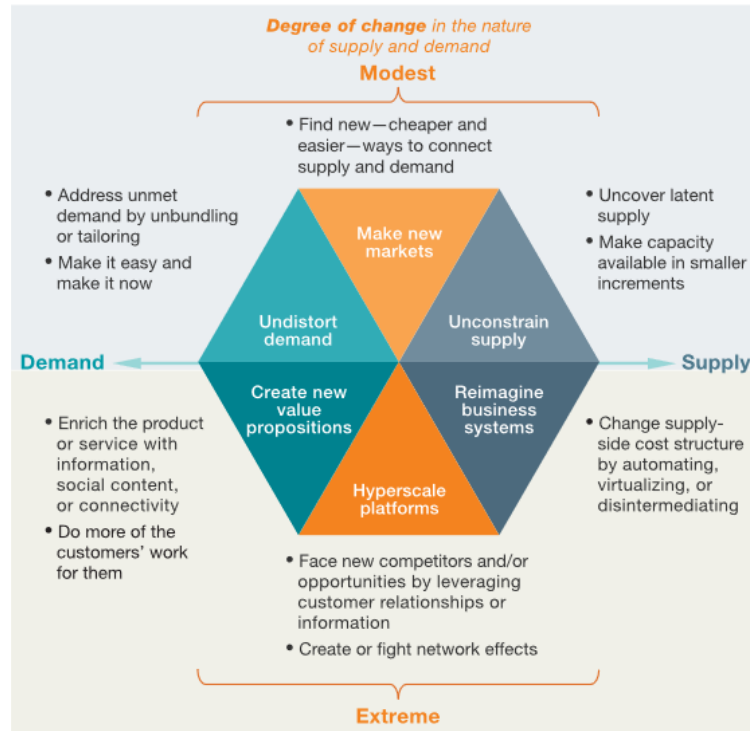 Degree of change in the nature
of supply and demand
Modest
• Find new—cheaper and
easier—ways to connect
supply and demand
• Address unmet
demand by unbundling
or tailoring
• Make it easy and
make it now
• Uncover latent
supply
• Make capacity
available in smaller
increments
Make new
markets
Undistort
demand
Unconstrain
supply
Demand
Supply
Create new
value
propositions
Reimagine
business
systems
Hyperscale
platforms
• Enrich the product
or service with
information,
social content,
or connectivity
• Do more of the
customers’ work
for them
• Change supply-
side cost structure
by automating,
virtualizing, or
disintermediating
• Face new competitors and/or
opportunities by leveraging
customer relationships or
information
• Create or fight network effects
Extreme